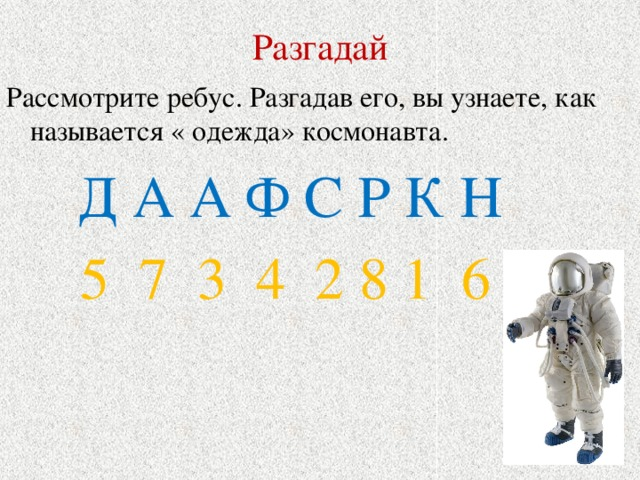 Разгадай
Рассмотрите ребус. Разгадав его, вы узнаете, как
называется « одежда» космонавта.
Д А А Ф С Р К Н
5 7 3 4 2 8 1 6